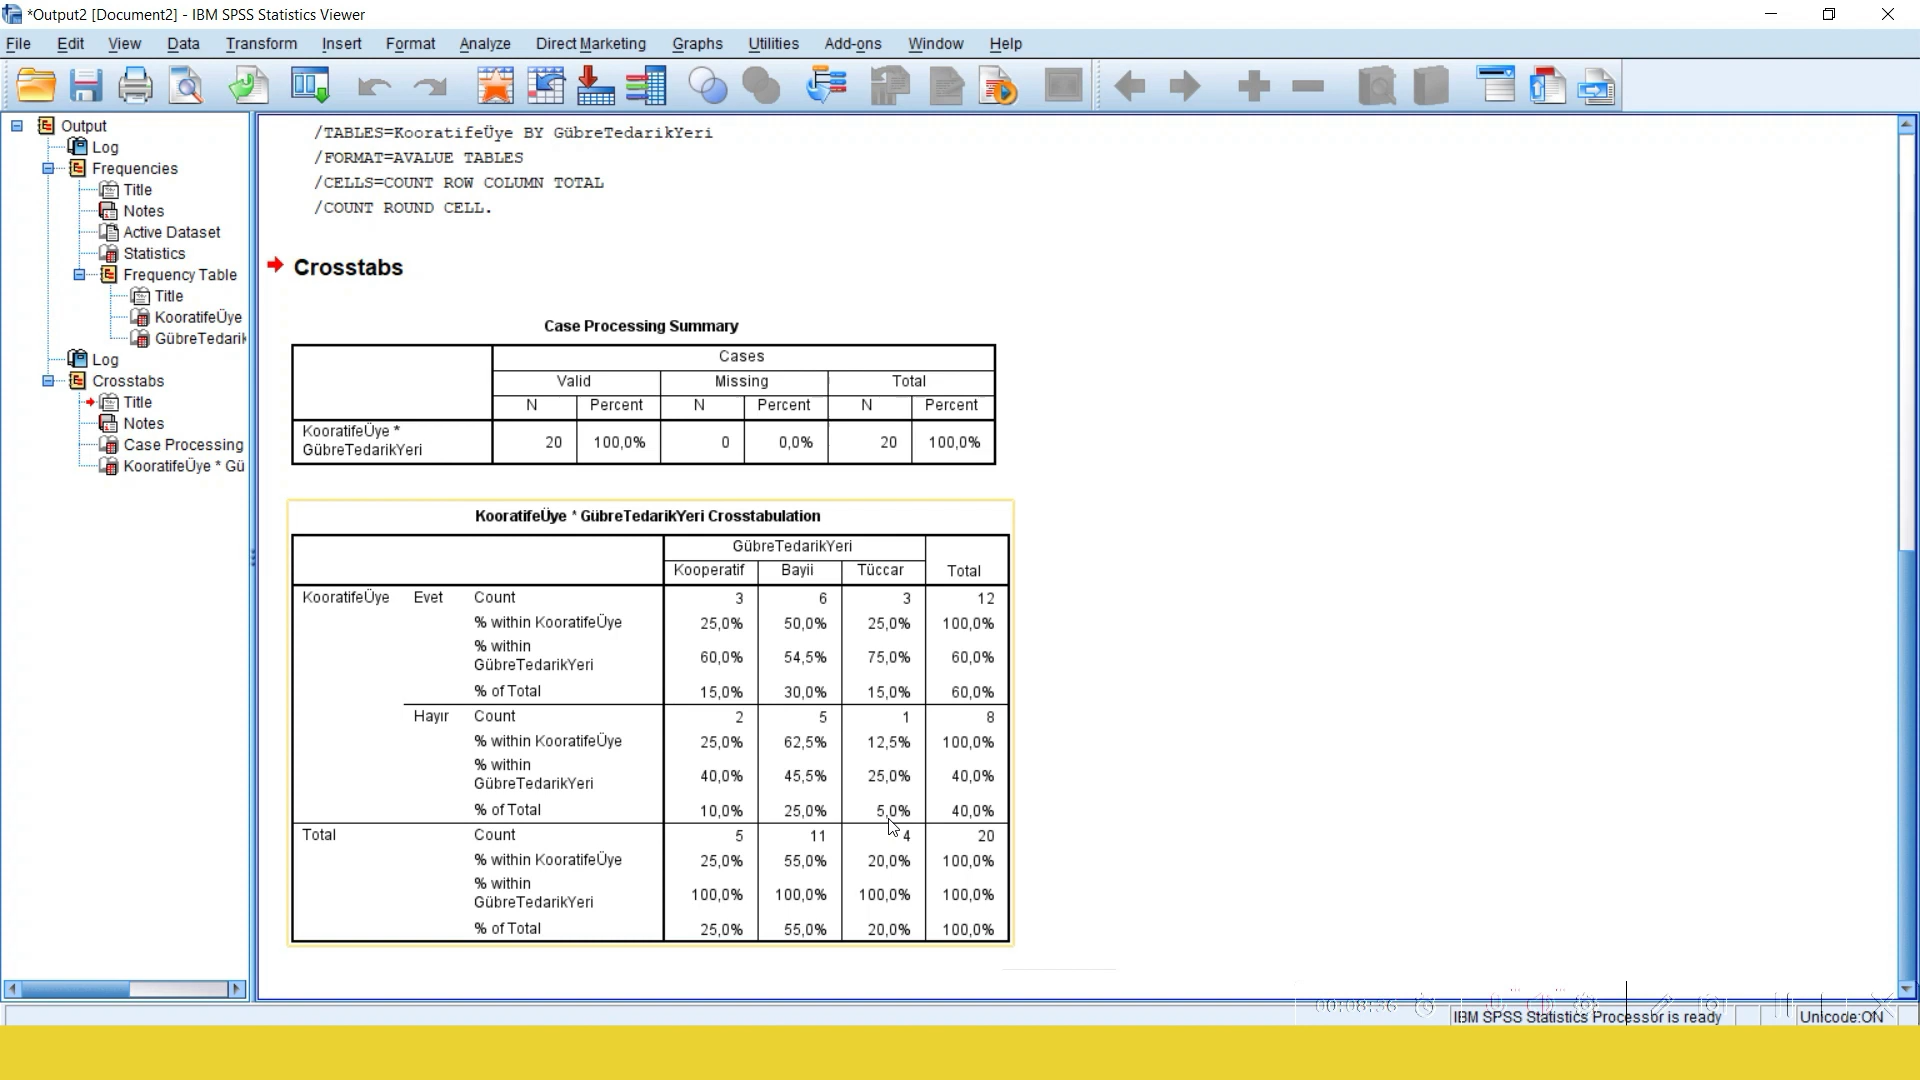 *Output2 [Document2] - IBM SPSS Statistics Viewer
File Edit View Data Transform Insert Format Analyze Direct Marketing Graphs Utilities Add-ons Window Help
Output
Log
Frequencies
Title
Notes
Active Dataset
Statistics
Frequency Table
Title
KooratifeÜye
GübreTedarik
Log
Crosstabs
Title
Notes
Case Processing
KooratifeÜye * Gü
/TABLES=KooratifeÜye BY GübreTedarikYeri
/FORMAT=AVALUE TABLES
/CELLS=COUNT ROW COLUMN TOTAL
/COUNT ROUND CELL.
Crosstabs
Case Processing Summary
Cases
Valid Missing Total
N Percent N Percent N Percent
KooratifeÜye *
GübreTedarikYeri 20 100,0% 0 0,0% 20 100,0%
KooratifeÜye * GübreTedarikYeri Crosstabulation
GübreTedarikYeri
Kooperatif Bayii Tüccar Total
KooratifeÜye Evet Count 3 6 3 12
% within KooratifeÜye 25,0% 50,0% 25,0% 100,0%
% within
GübreTedarikYeri 60,0% 54,5% 75,0% 60,0%
% of Total 15,0% 30,0% 15,0% 60,0%
Hayır Count 2 5 1 8
% within KooratifeÜye 25,0% 62,5% 12,5% 100,0%
% within
GübreTedarikYeri 40,0% 45,5% 25,0% 40,0%
% of Total 10,0% 25,0% 5,0% 40,0%
Total Count 5 11 4 20
% within KooratifeÜye 25,0% 55,0% 20,0% 100,0%
% within
GübreTedarikYeri 100,0% 100,0% 100,0% 100,0%
% of Total 25,0% 55,0% 20,0% 100,0%
00:08:36
IBM SPSS Statistics Processor is ready Unicode:ON